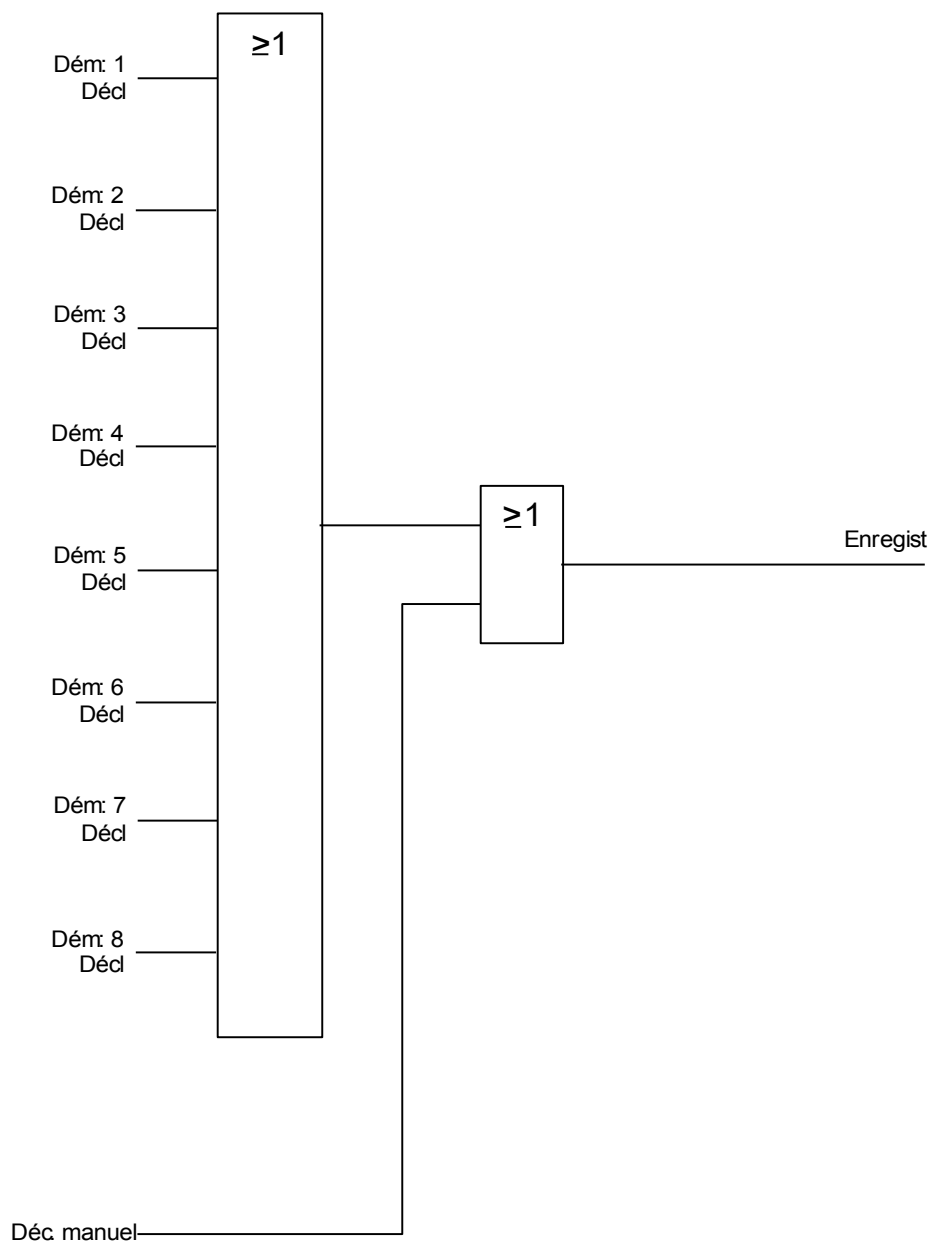 ≥1
Dém: 1
Décl
Dém: 2
Décl
Dém: 3
Décl
Dém: 4
Décl
≥1
Enregist
Dém: 5
Décl
Dém: 6
Décl
Dém: 7
Décl
Dém: 8
Décl
Déc. manuel